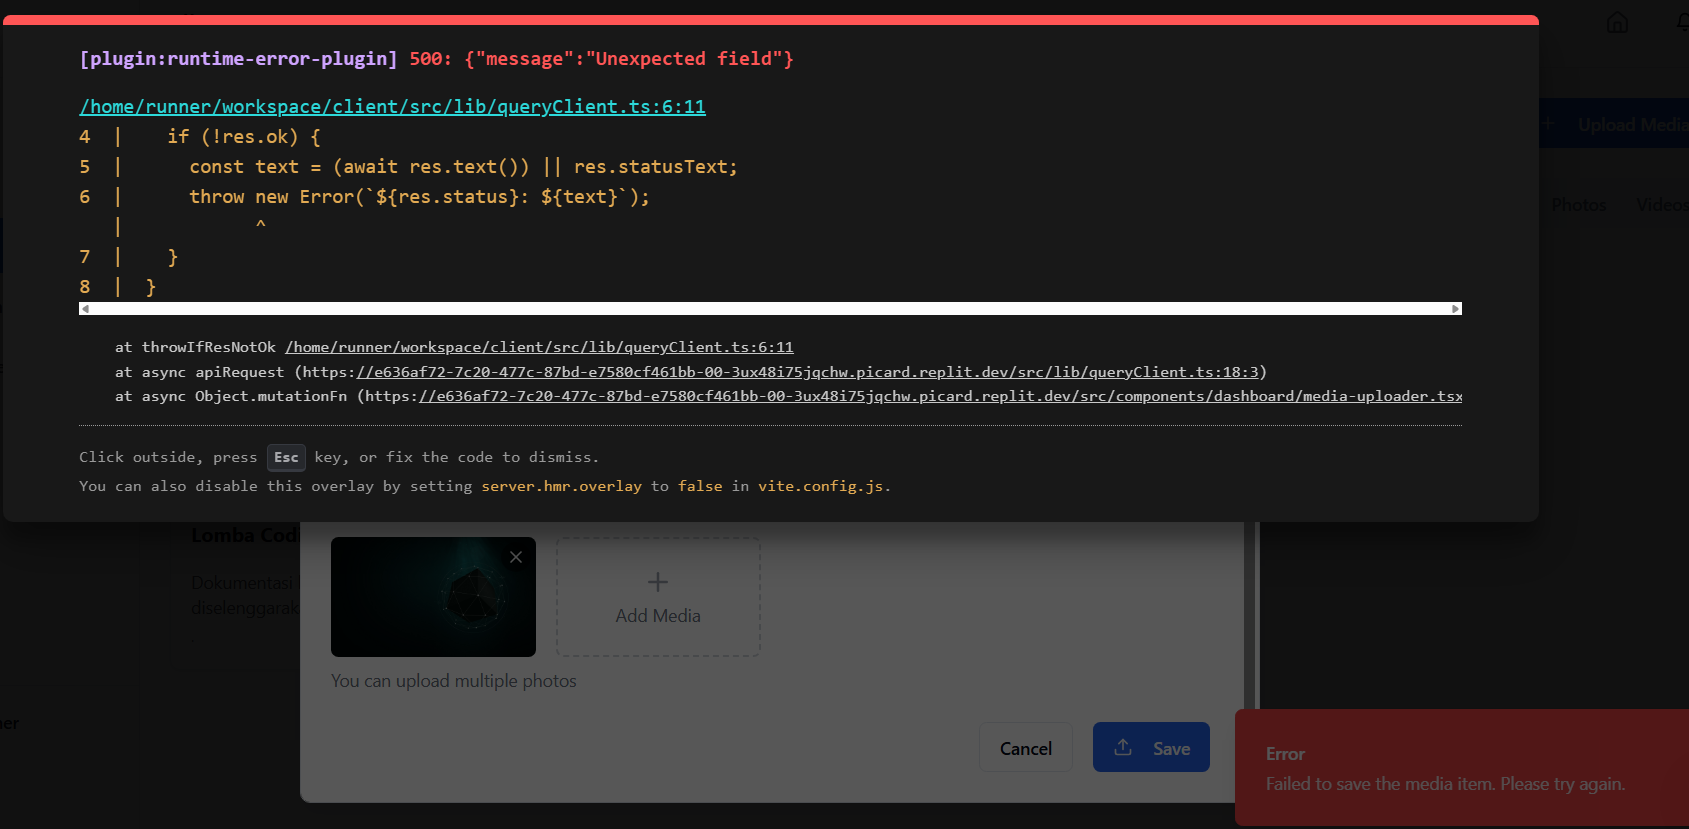 [plugin:runtime-error-plugin] 500: {"message":"Unexpected field"}
Upload Media
/home/runner/workspace/client/src/lib/queryClient.ts:6:11
4 | if (!res.ok) {
5 | const text = (await res.text()) || res.statusText;
6 | throw new Error(`${res.status}: ${text}`);
| ^
7 | }
8 | }
Photos Videos
at throwIfResNotOk /home/runner/workspace/client/src/lib/queryClient.ts:6:11
at async apiRequest (https://e636af72-7c20-477c-87bd-e7580cf461bb-00-3ux48i75jqchw.picard.replit.dev/src/lib/queryClient.ts:18:3)
at async Object.mutationFn (https://e636af72-7c20-477c-87bd-e7580cf461bb-00-3ux48i75jqchw.picard.replit.dev/src/components/dashboard/media-uploader.tsx
Click outside, press Esc key, or fix the code to dismiss.
You can also disable this overlay by setting server.hmr.overlay to false in vite.config.js.
Lomba Codi
Dokumentasi
diselenggarak
Add Media
You can upload multiple photos
Cancel
Save
Error
Failed to save the media item. Please try again.